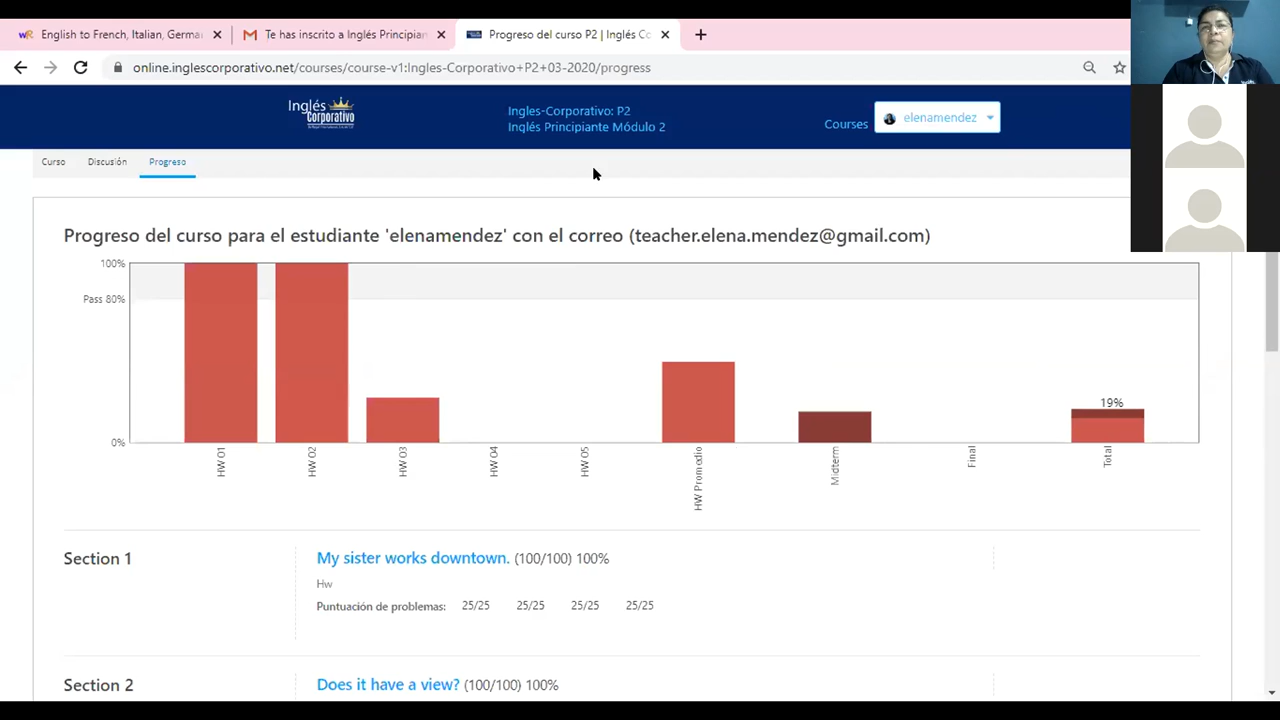 English to French, Italian, Germa
Te has inscrito a Inglés Principian
Progreso del curso P2 | Inglés Co
online.inglescorporativo.net/courses/course-v1:Ingles-Corporativo+P2+03-2020/progress
Inglés
Corporativo
Ingles-Corporativo: P2
Inglés Principiante Módulo 2
Courses
elenamendez
Curso
Discusión
Progreso
Progreso del curso para el estudiante 'elenamendez' con el correo (teacher.elena.mendez@gmail.com)
100%
Pass 80%
0%
19%
HW 01
HW 02
HW 03
HW 04
HW 05
HW Promedio
Midterm
Final
Total
Section 1
My sister works downtown. (100/100) 100%
Hw
Puntuación de problemas: 25/25 25/25 25/25 25/25
Section 2
Does it have a view? (100/100) 100%